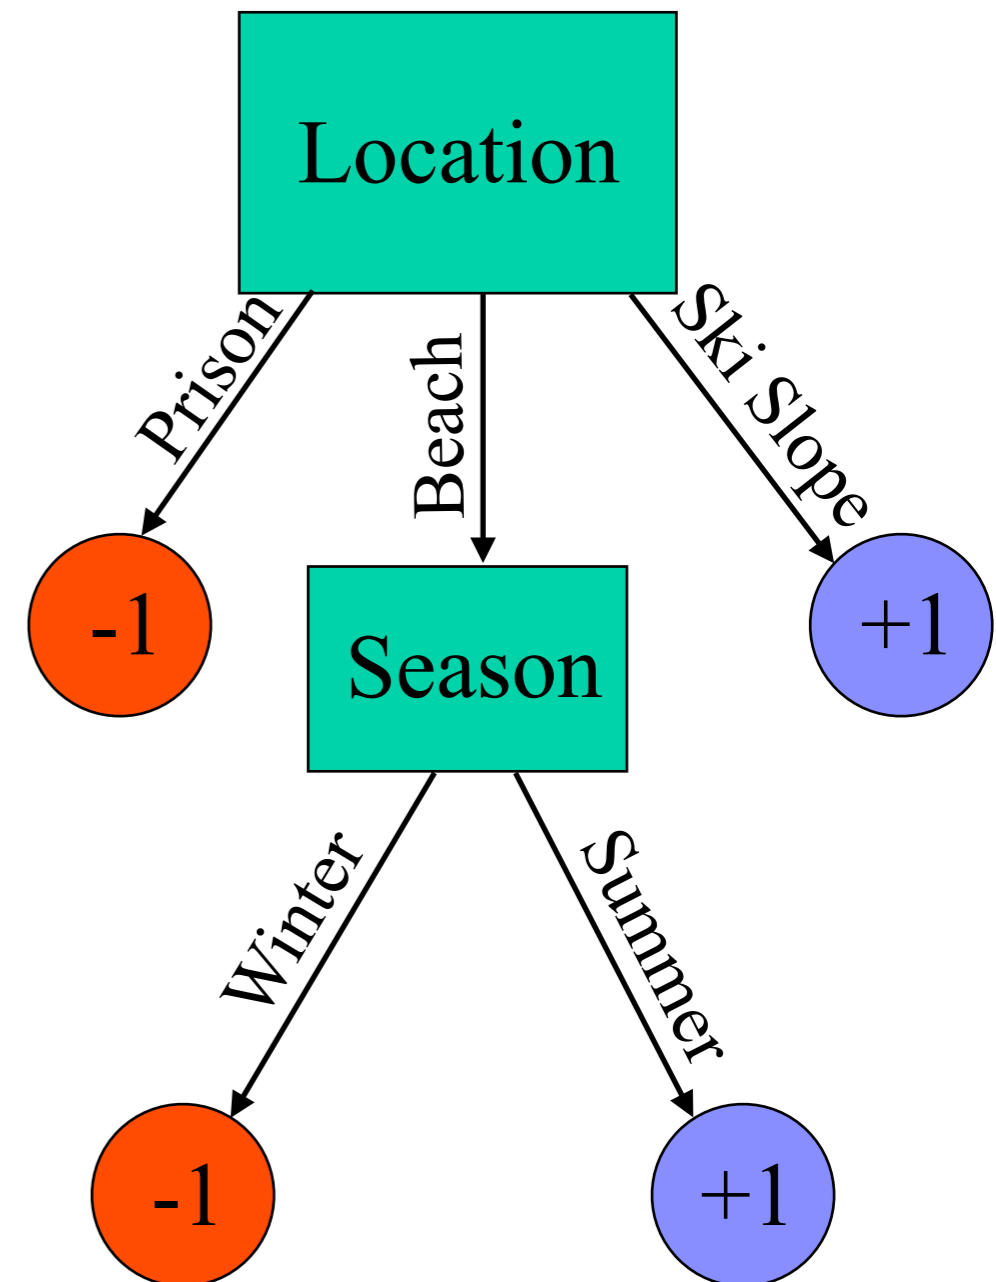 Location
Prison
Beach
Ski Slope
-1
Season
+1
Winter
Summer
-1
+1